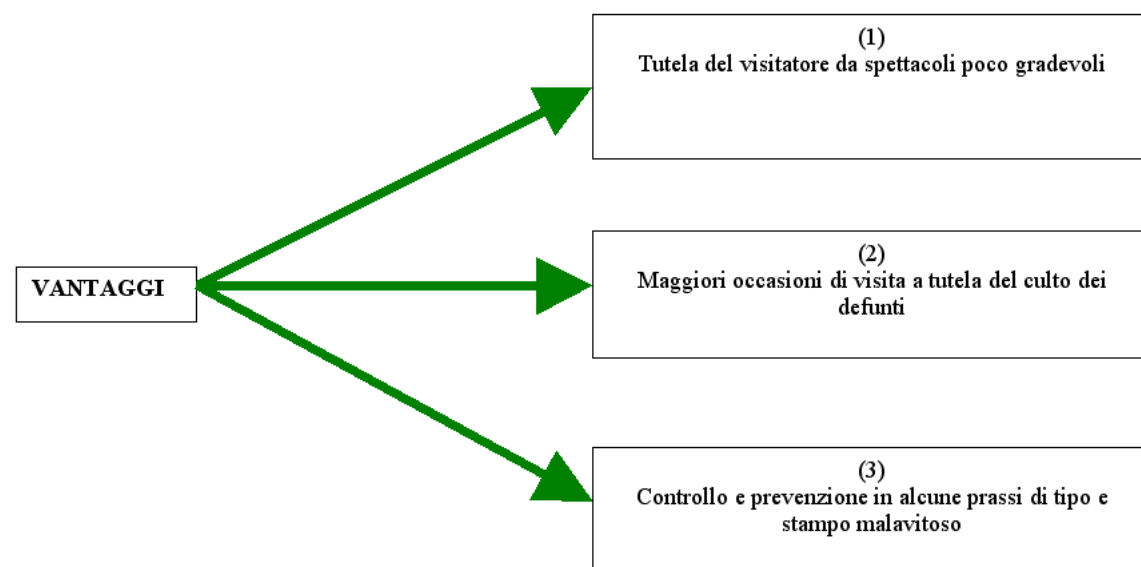 VANTAGGI
(1)
Tutela del visitatore da spettacoli poco gradevoli
(2)
Maggiori occasioni di visita a tutela del culto dei
defunti
(3)
Controllo e prevenzione in alcune prassi di tipo e
stampo malavitoso